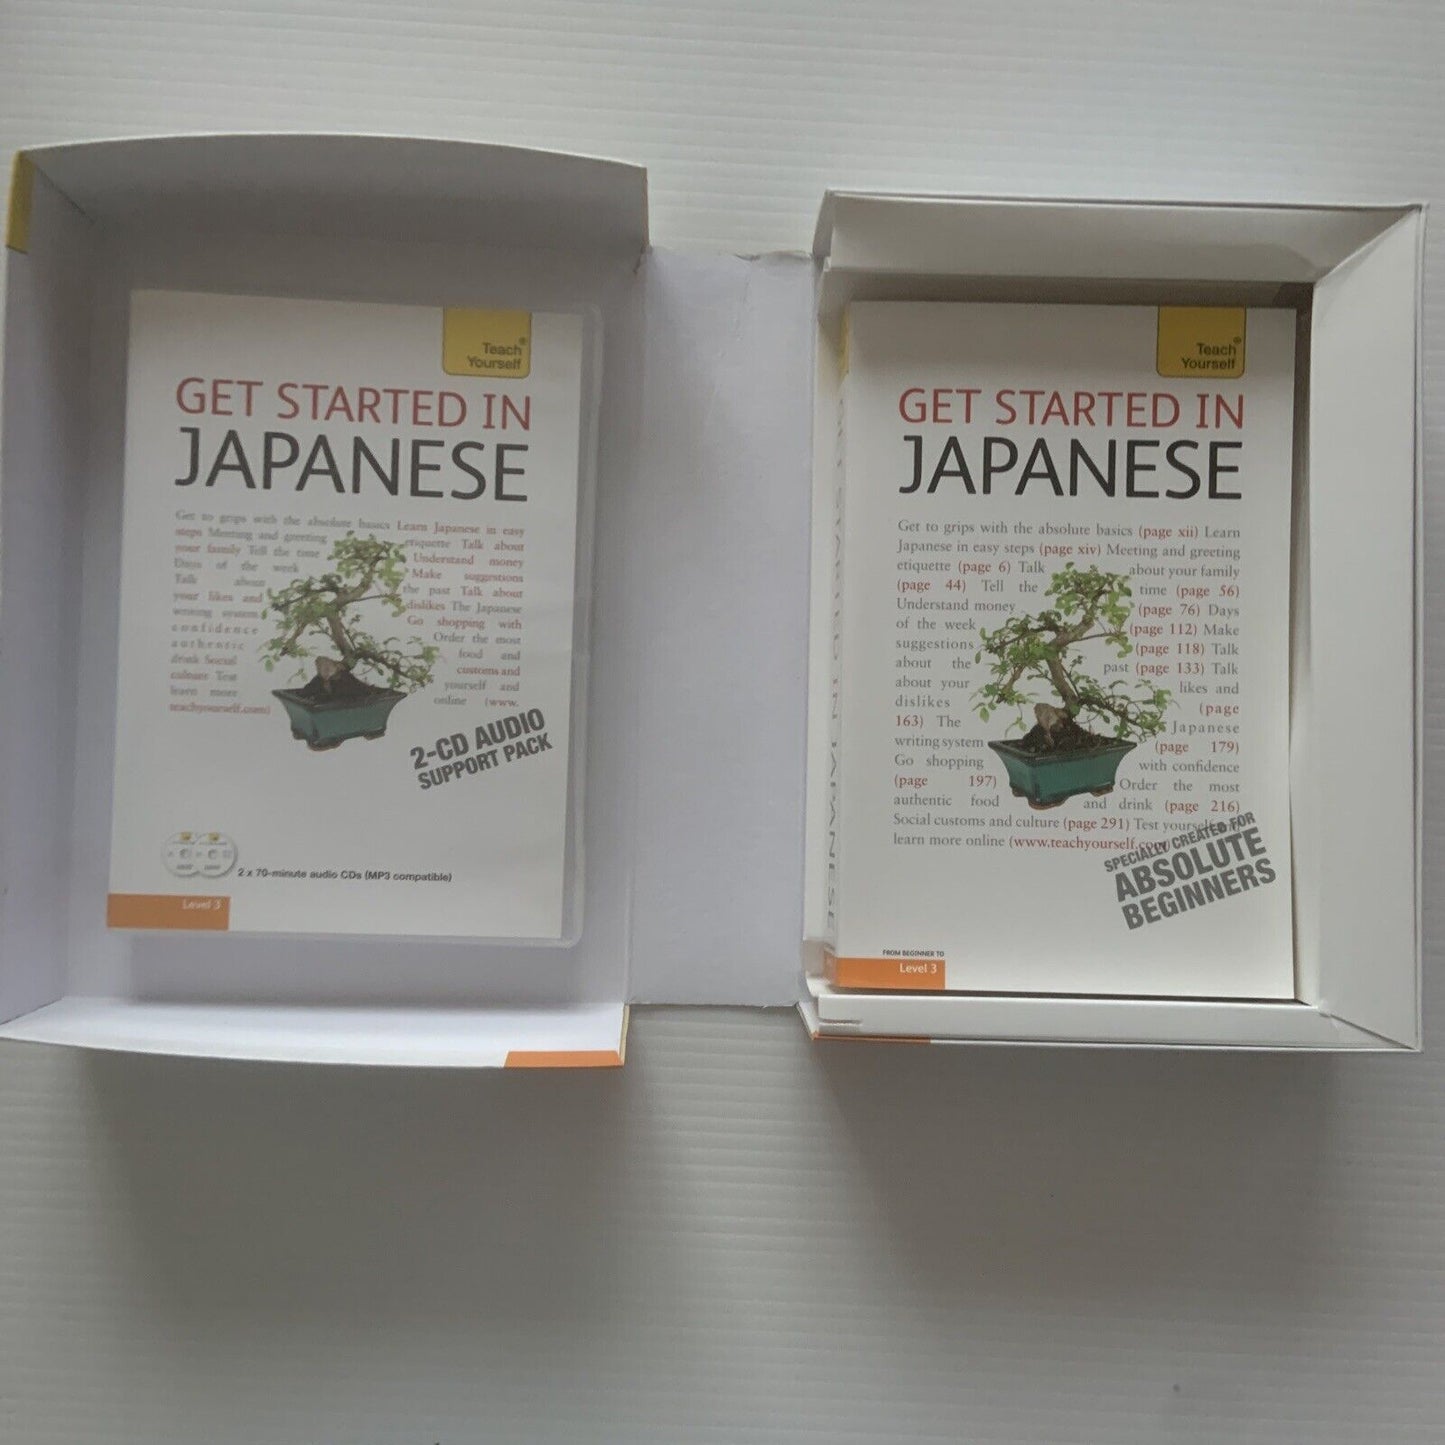 Teach®
Yourself
GET STARTED IN
JAPANESE
Get to grips with the absolute basics Learn Japanese in easy
steps Meeting and greeting etiquette Talk about
your family Tell the time Understand money
Days of the week Make suggestions
Talk about the past Talk about
your likes and dislikes The Japanese
writing system Go shopping with
confidence Order the most
authentic food and
drink Social customs and
culture Test yourself and
learn more online (www.
teachyourself.com)
2-CD AUDIO
SUPPORT PACK
2 x 70-minute audio CDs (MP3 compatible)
Level 3
Teach®
Yourself
GET STARTED IN
JAPANESE
Get to grips with the absolute basics (page xii) Learn
Japanese in easy steps (page xiv) Meeting and greeting
etiquette (page 6) Talk about your family
(page 44) Tell the time (page 56)
Understand money (page 76) Days
of the week (page 112) Make
suggestions (page 118) Talk
about the past (page 133) Talk
about your likes and
dislikes (page
163) The Japanese
writing system (page 179)
Go shopping with confidence
(page 197) Order the most
authentic food and drink (page 216)
Social customs and culture (page 291) Test yourself
learn more online (www.teachyourself.com)
SPECIALLY CREATED FOR
ABSOLUTE
BEGINNERS
FROM BEGINNER TO
Level 3
GET STARTED IN JAPANESE